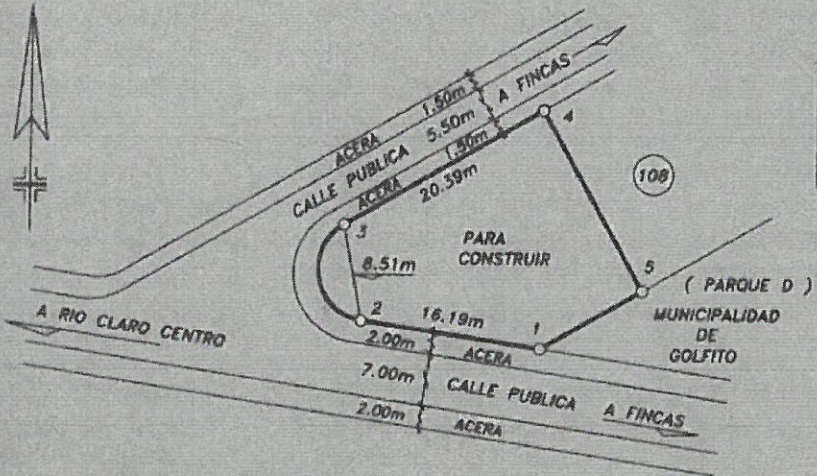 A FINCAS
1.50m
ACERA
5.50m
CALLE PUBLICA
1.50m
ACERA
20.39m
4
108
3
PARA
CONSTRUIR
8.51m
5
( PARQUE D )
MUNICIPALIDAD
DE
GOLFITO
2
16.19m
1
A RIO CLARO CENTRO
2.00m
ACERA
7.00m
CALLE PUBLICA
A FINCAS
2.00m
ACERA